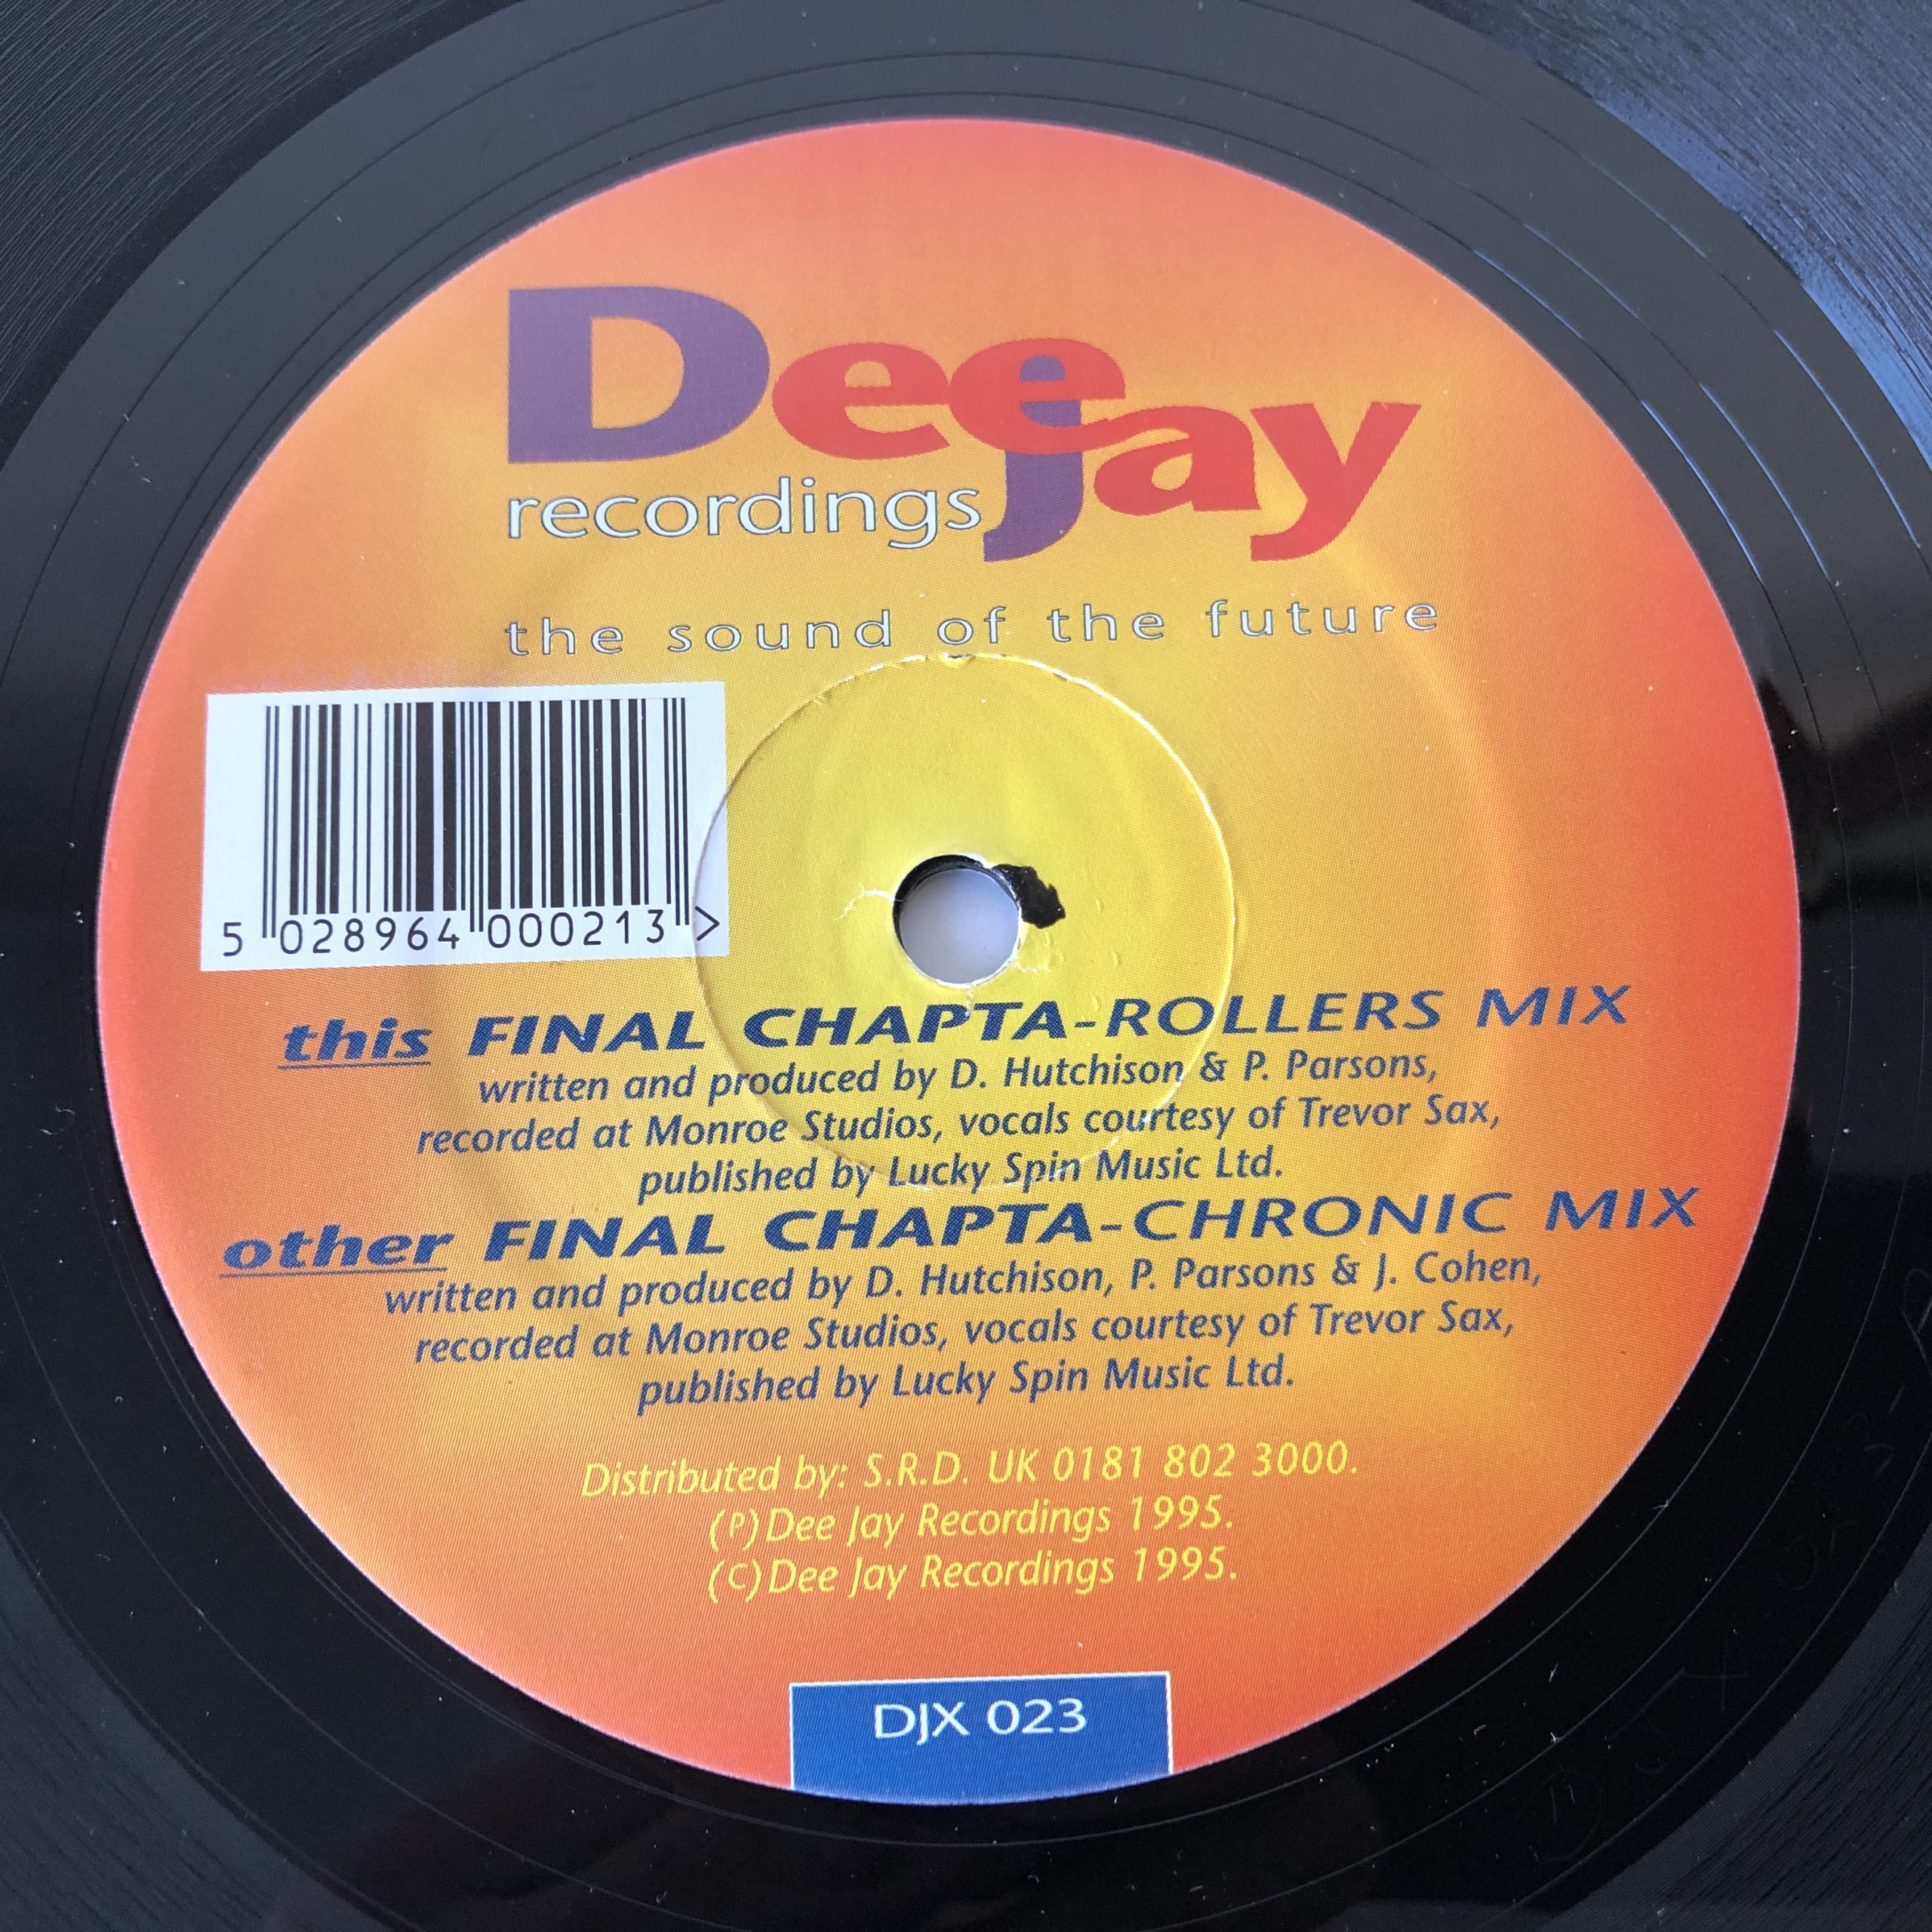 DeeJay
recordings
the sound of the future
5 028964 000213 >
this FINAL CHAPTA-ROLLERS MIX
written and produced by D. Hutchison & P. Parsons,
recorded at Monroe Studios, vocals courtesy of Trevor Sax,
published by Lucky Spin Music Ltd.
other FINAL CHAPTA-CHRONIC MIX
written and produced by D. Hutchison, P. Parsons & J. Cohen,
recorded at Monroe Studios, vocals courtesy of Trevor Sax,
published by Lucky Spin Music Ltd.
Distributed by: S.R.D. UK 0181 802 3000.
(P)Dee Jay Recordings 1995.
(C)Dee Jay Recordings 1995.
DJX 023